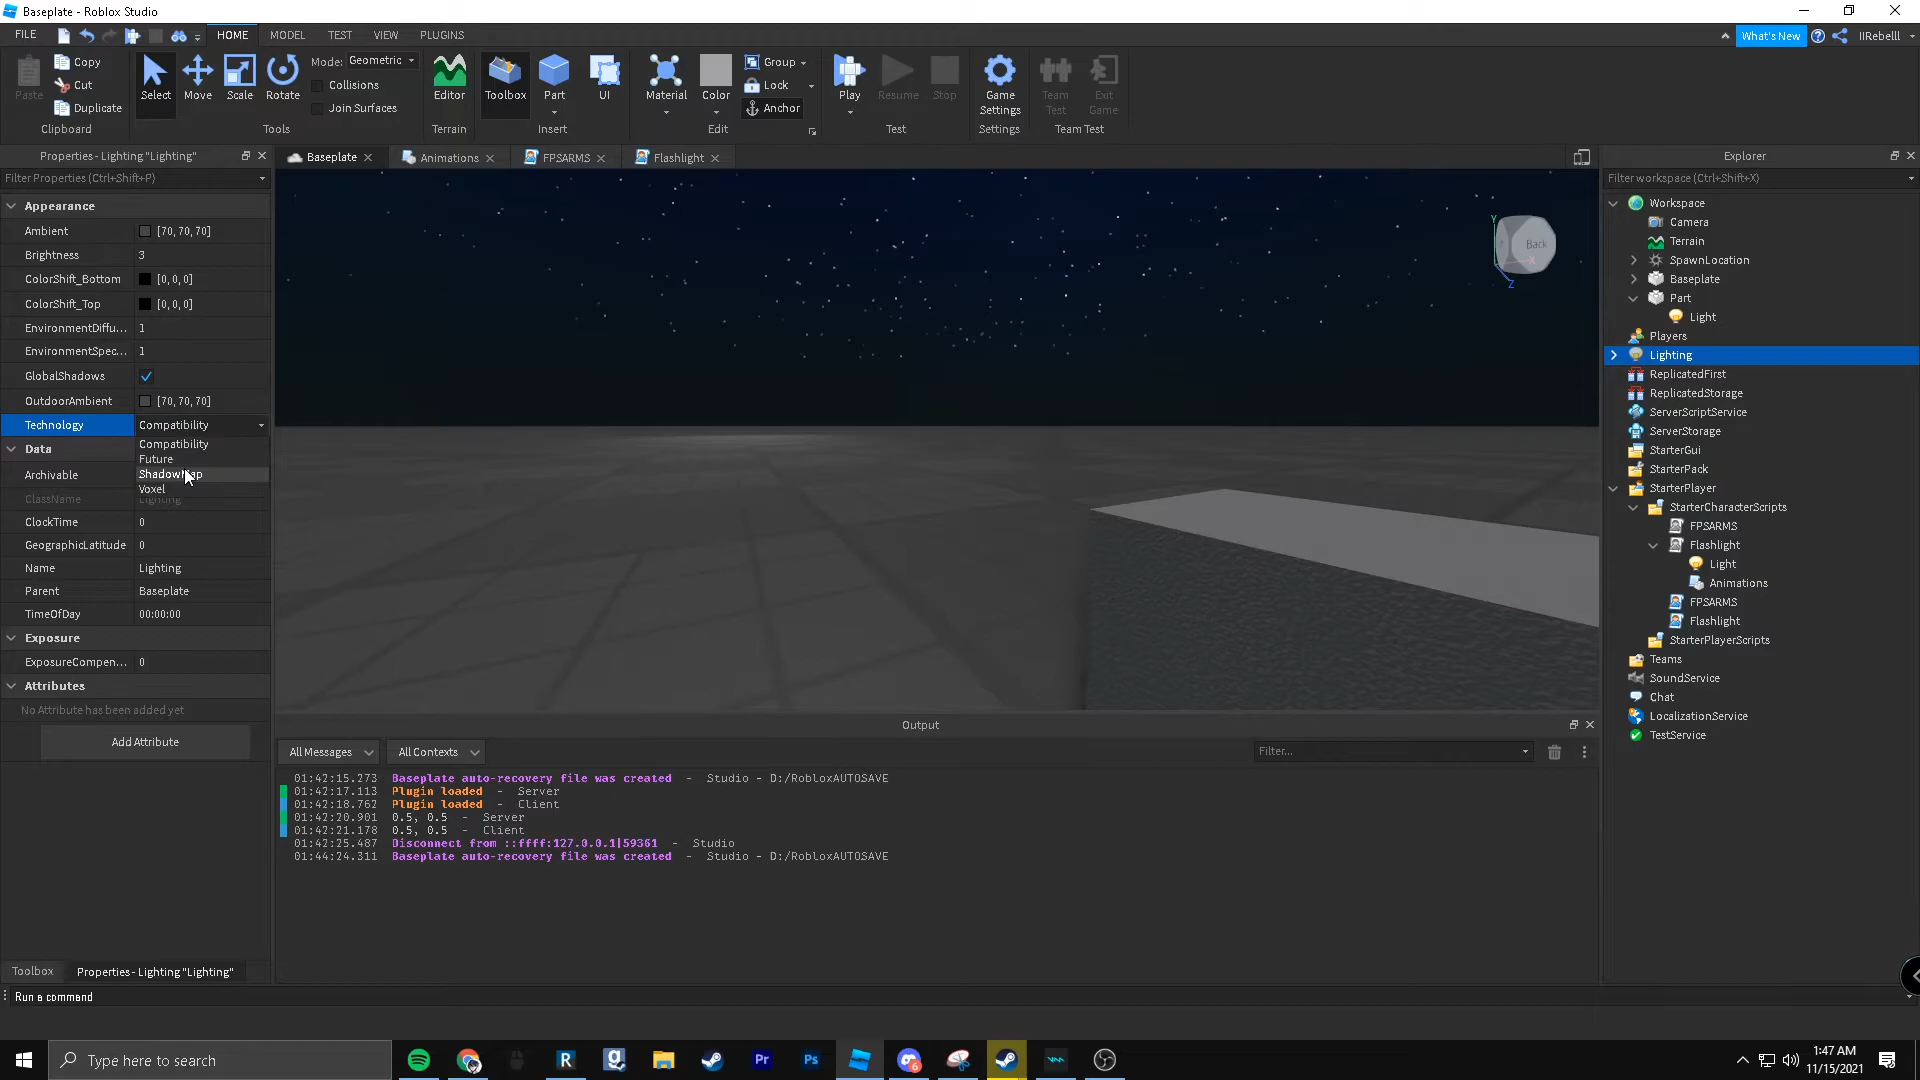 Baseplate - Roblox Studio
FILE HOME MODEL TEST VIEW PLUGINS What's New IIRebelll
Paste Copy Cut Duplicate Clipboard
Select Move Scale Rotate Mode: Geometric Collisions Join Surfaces Tools
Editor Terrain
Toolbox Part UI Insert
Material Color Group Lock Anchor Edit
Play Resume Stop Test
Game Settings Settings
Team Test Exit Game Team Test
Properties - Lighting "Lighting"
Filter Properties (Ctrl+Shift+P)
Appearance
Ambient [70, 70, 70]
Brightness 3
ColorShift_Bottom [0, 0, 0]
ColorShift_Top [0, 0, 0]
EnvironmentDiffu... 1
EnvironmentSpec... 1
GlobalShadows
OutdoorAmbient [70, 70, 70]
Technology Compatibility
Compatibility
Future
Voxel
Data
Archivable
ClassName Lighting
ClockTime 0
GeographicLatitude 0
Name Lighting
Parent Baseplate
TimeOfDay 00:00:00
Exposure
ExposureCompen... 0
Attributes
No Attribute has been added yet
Add Attribute
Toolbox Properties - Lighting "Lighting"
Run a command
Baseplate Animations FPSARMS Flashlight
Y Back X Z
Output
All Messages All Contexts Filter...
01:42:15.273 Baseplate auto-recovery file was created - Studio - D:/RobloxAUTOSAVE
01:42:17.113 Plugin loaded - Server
01:42:18.762 Plugin loaded - Client
01:42:20.901 0.5, 0.5 - Server
01:42:21.178 0.5, 0.5 - Client
01:42:25.487 Disconnect from ::ffff:127.0.0.1|59361 - Studio
01:44:24.311 Baseplate auto-recovery file was created - Studio - D:/RobloxAUTOSAVE
Explorer
Filter workspace (Ctrl+Shift+X)
Workspace
Camera
Terrain
SpawnLocation
Baseplate
Part
Light
Players
Lighting
ReplicatedFirst
ReplicatedStorage
ServerScriptService
ServerStorage
StarterGui
StarterPack
StarterPlayer
StarterCharacterScripts
FPSARMS
Flashlight
Light
Animations
FPSARMS
Flashlight
StarterPlayerScripts
Teams
SoundService
Chat
LocalizationService
TestService
Type here to search
R g Pr Ps 6
1:47 AM
11/15/2021